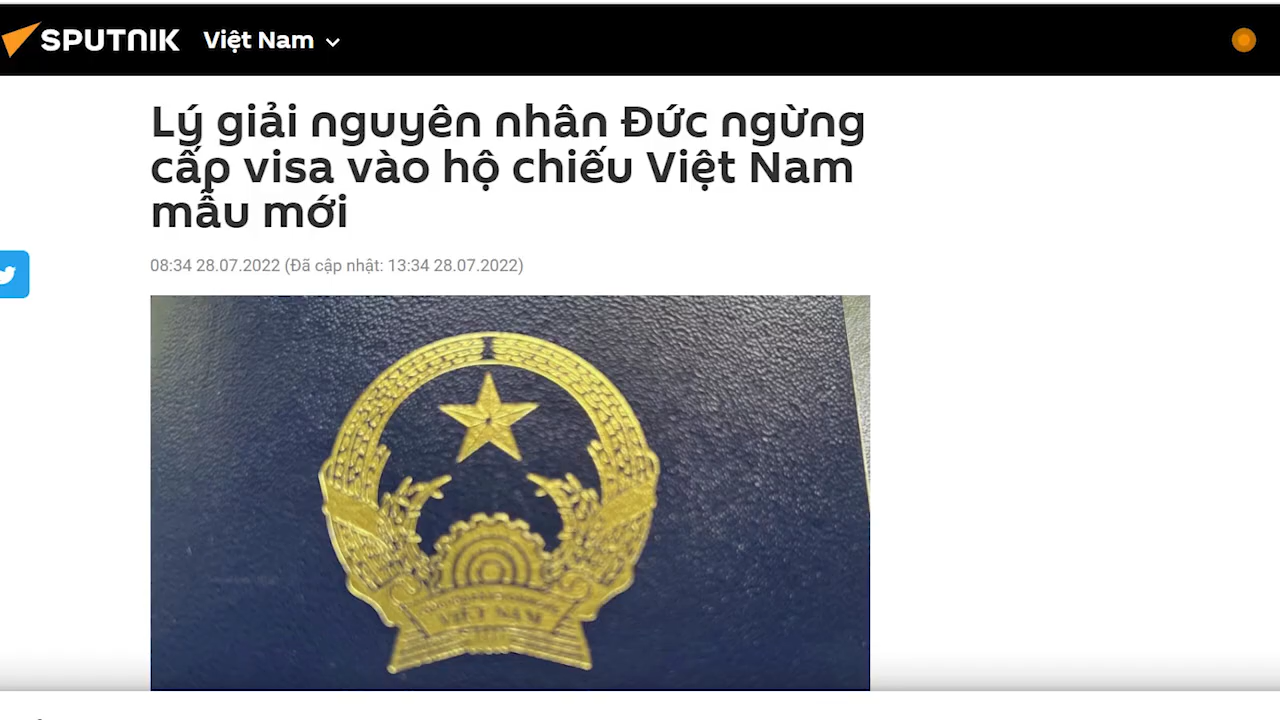 SPUTNIK Việt Nam
Lý giải nguyên nhân Đức ngừng
cấp visa vào hộ chiếu Việt Nam
mẫu mới
08:34 28.07.2022 (Đã cập nhật: 13:34 28.07.2022)
VIỆT NAM